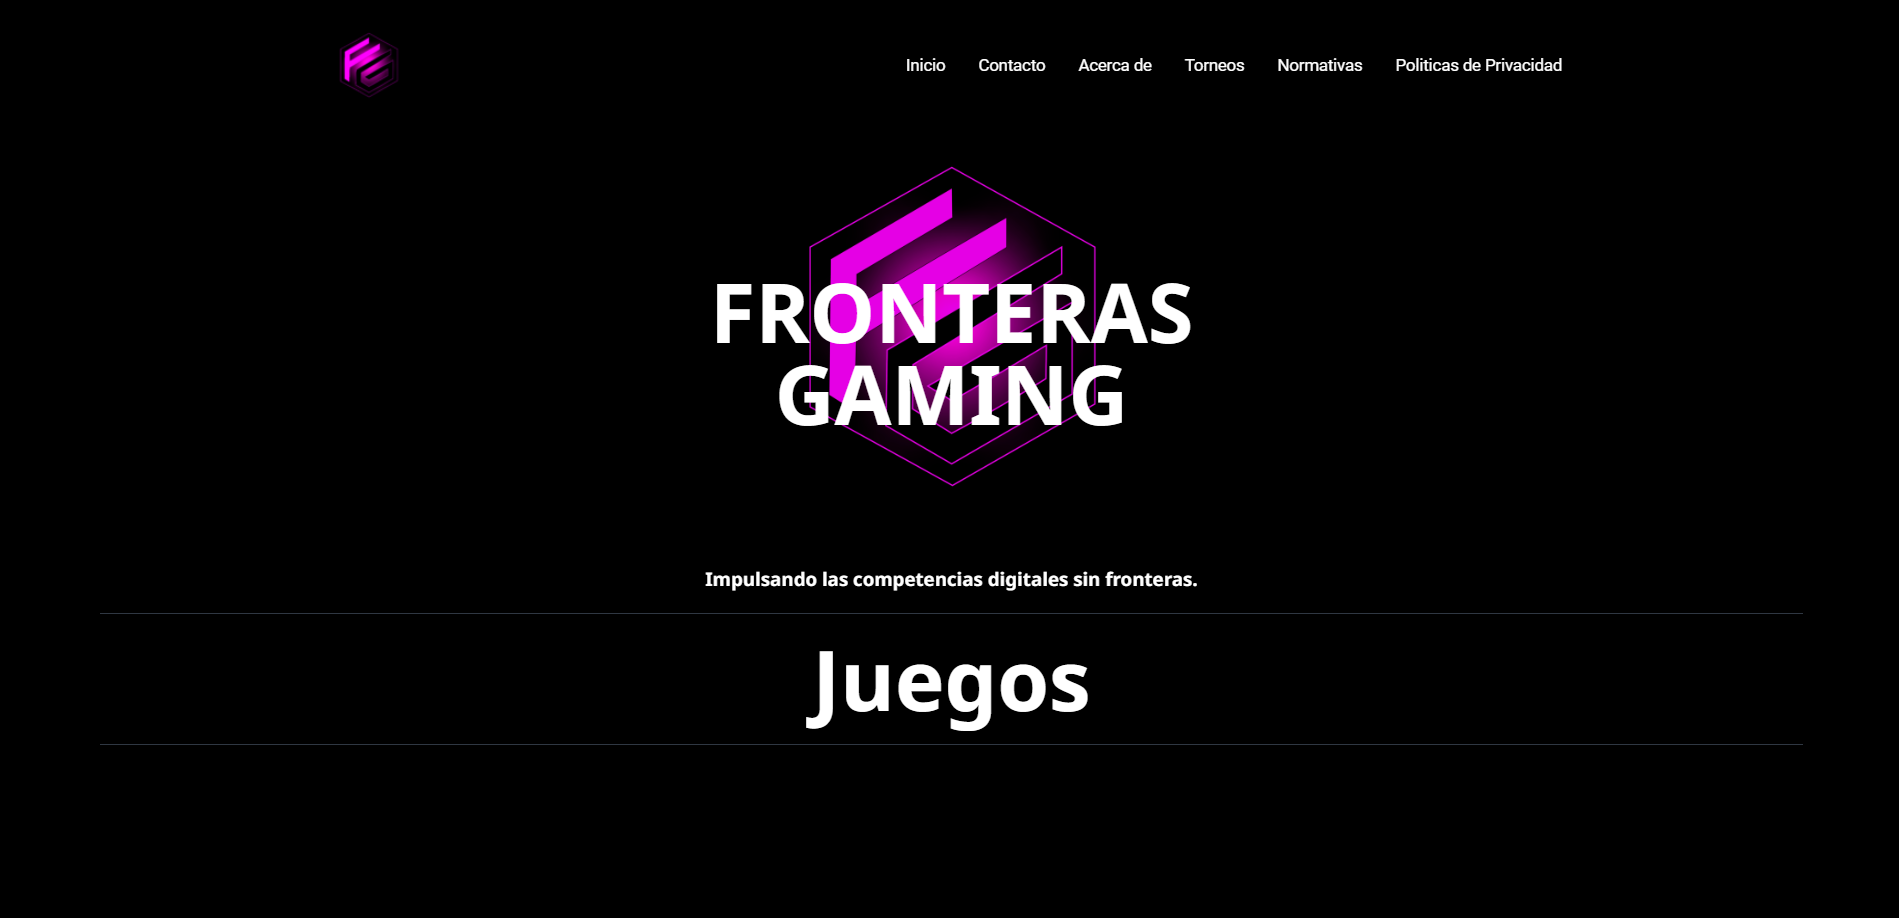 Inicio Contacto Acerca de Torneos Normativas Politicas de Privacidad
FRONTERAS
GAMING
Impulsando las competencias digitales sin fronteras.
Juegos